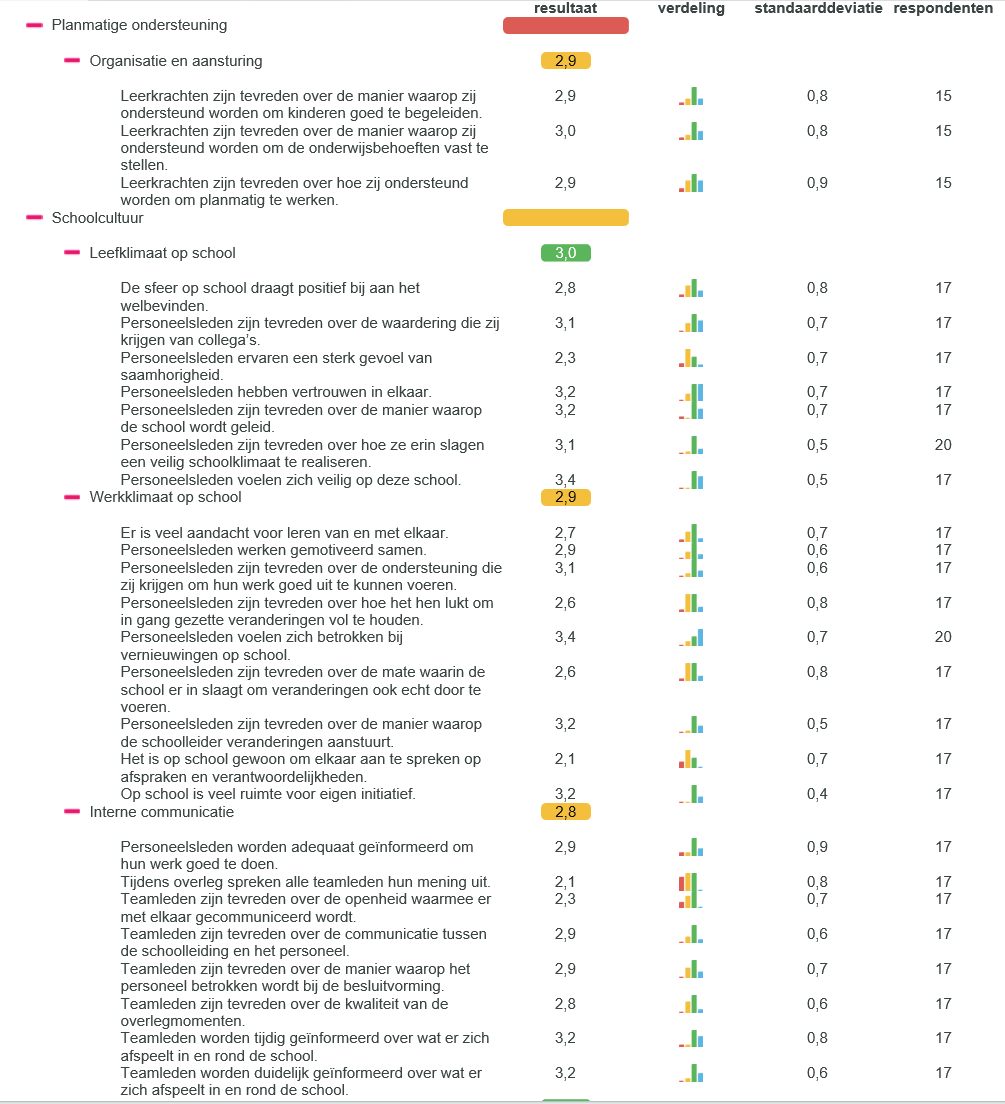 resultaat verdeling standaarddeviatie respondenten
Planmatige ondersteuning
Organisatie en aansturing 2,9
Leerkrachten zijn tevreden over de manier waarop zij 2,9 0,8 15
ondersteund worden om kinderen goed te begeleiden.
Leerkrachten zijn tevreden over de manier waarop zij 3,0 0,8 15
ondersteund worden om de onderwijsbehoeften vast te
stellen.
Leerkrachten zijn tevreden over hoe zij ondersteund 2,9 0,9 15
worden om planmatig te werken.
Schoolcultuur
Leefklimaat op school 3,0
De sfeer op school draagt positief bij aan het 2,8 0,8 17
welbevinden.
Personeelsleden zijn tevreden over de waardering die zij 3,1 0,7 17
krijgen van collega's.
Personeelsleden ervaren een sterk gevoel van 2,3 0,7 17
saamhorigheid.
Personeelsleden hebben vertrouwen in elkaar. 3,2 0,7 17
Personeelsleden zijn tevreden over de manier waarop 3,2 0,7 17
de school wordt geleid.
Personeelsleden zijn tevreden over hoe ze erin slagen 3,1 0,5 20
een veilig schoolklimaat te realiseren.
Personeelsleden voelen zich veilig op deze school. 3,4 0,5 17
Werkklimaat op school 2,9
Er is veel aandacht voor leren van en met elkaar. 2,7 0,7 17
Personeelsleden werken gemotiveerd samen. 2,9 0,6 17
Personeelsleden zijn tevreden over de ondersteuning die 3,1 0,6 17
zij krijgen om hun werk goed uit te kunnen voeren.
Personeelsleden zijn tevreden over hoe het hen lukt om 2,6 0,8 17
in gang gezette veranderingen vol te houden.
Personeelsleden voelen zich betrokken bij 3,4 0,7 20
vernieuwingen op school.
Personeelsleden zijn tevreden over de mate waarin de 2,6 0,8 17
school er in slaagt om veranderingen ook echt door te
voeren.
Personeelsleden zijn tevreden over de manier waarop 3,2 0,5 17
de schoolleider veranderingen aanstuurt.
Het is op school gewoon om elkaar aan te spreken op 2,1 0,7 17
afspraken en verantwoordelijkheden.
Op school is veel ruimte voor eigen initiatief. 3,2 0,4 17
Interne communicatie 2,8
Personeelsleden worden adequaat geïnformeerd om 2,9 0,9 17
hun werk goed te doen.
Tijdens overleg spreken alle teamleden hun mening uit. 2,1 0,8 17
Teamleden zijn tevreden over de openheid waarmee er 2,3 0,7 17
met elkaar gecommuniceerd wordt.
Teamleden zijn tevreden over de communicatie tussen 2,9 0,6 17
de schoolleiding en het personeel.
Teamleden zijn tevreden over de manier waarop het 2,9 0,7 17
personeel betrokken wordt bij de besluitvorming.
Teamleden zijn tevreden over de kwaliteit van de 2,8 0,6 17
overlegmomenten.
Teamleden worden tijdig geïnformeerd over wat er zich 3,2 0,8 17
afspeelt in en rond de school.
Teamleden worden duidelijk geïnformeerd over wat er 3,2 0,6 17
zich afspeelt in en rond de school.